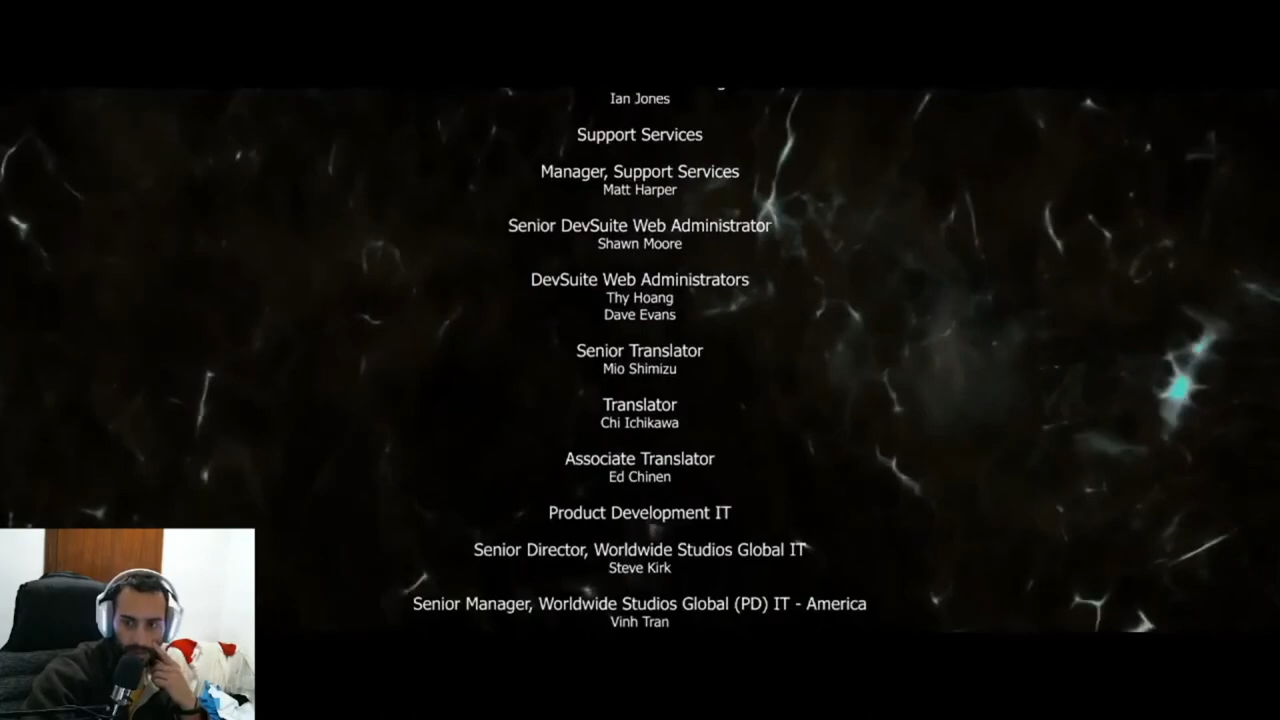 Ian Jones
Support Services
Manager, Support Services
Matt Harper
Senior DevSuite Web Administrator
Shawn Moore
DevSuite Web Administrators
Thy Hoang
Dave Evans
Senior Translator
Mio Shimizu
Translator
Chi Ichikawa
Associate Translator
Ed Chinen
Product Development IT
Senior Director, Worldwide Studios Global IT
Steve Kirk
Senior Manager, Worldwide Studios Global (PD) IT - America
Vinh Tran